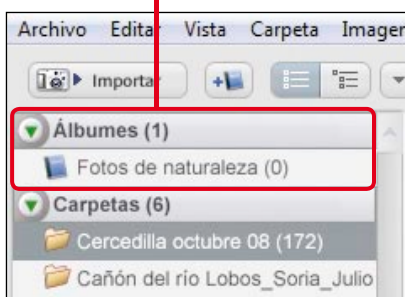 Archivo Editar Vista Carpeta Imagen
Importar
Álbumes (1)
Fotos de naturaleza (0)
Carpetas (6)
Cercedilla octubre 08 (172)
Cañón del río Lobos_Soria_Julio